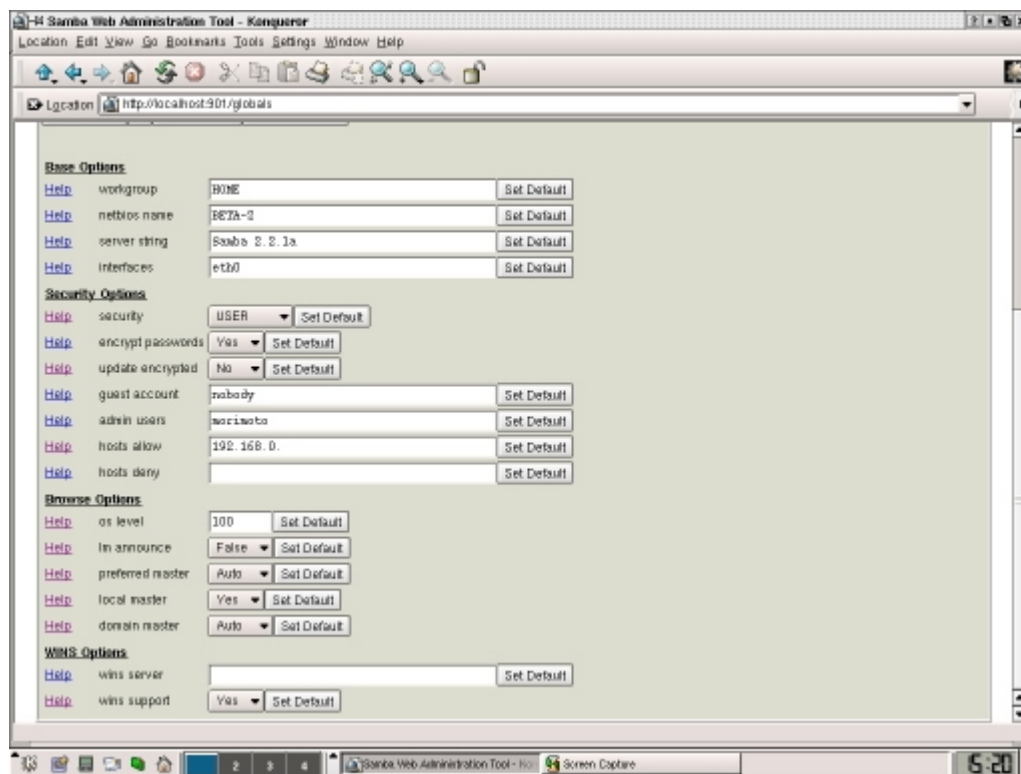 Samba Web Administration Tool - Konqueror
Location Edit View Go Bookmarks Tools Settings Window Help
Location http://localhost:901/globals
Base Options
Help workgroup HOME Set Default
Help netbios name BETA-2 Set Default
Help server string Samba 2.2.1a Set Default
Help interfaces eth0 Set Default
Security Options
Help security USER Set Default
Help encrypt passwords Yes Set Default
Help update encrypted No Set Default
Help guest account nobody Set Default
Help admin users morimoto Set Default
Help hosts allow 192.168.0. Set Default
Help hosts deny Set Default
Browse Options
Help os level 100 Set Default
Help lm announce False Set Default
Help preferred master Auto Set Default
Help local master Yes Set Default
Help domain master Auto Set Default
WINS Options
Help wins server Set Default
Help wins support Yes Set Default
2 3 4 Samba Web Administration Tool - Kon Screen Capture 15:20